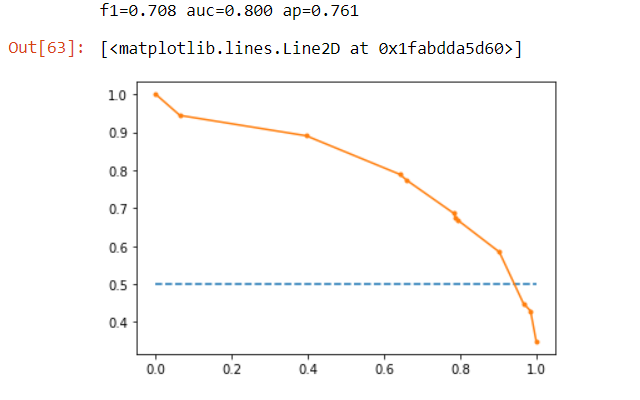 f1=0.708 auc=0.800 ap=0.761
Out[63]: [<matplotlib.lines.Line2D at 0x1fabdda5d60>]
1.0
0.9
0.8
0.7
0.6
0.5
0.4
0.0 0.2 0.4 0.6 0.8 1.0